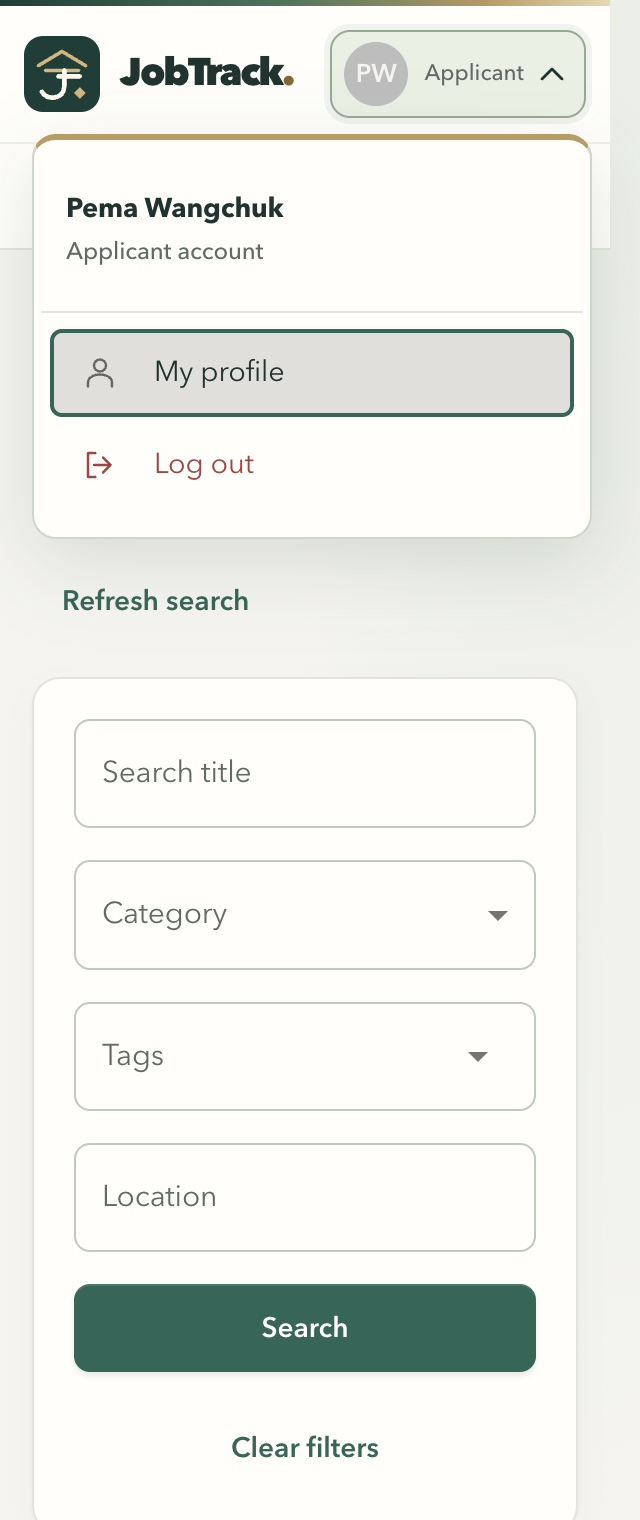 JobTrack.
PW Applicant
Pema Wangchuk
Applicant account
My profile
Log out
Refresh search
Search title
Category
Tags
Location
Search
Clear filters